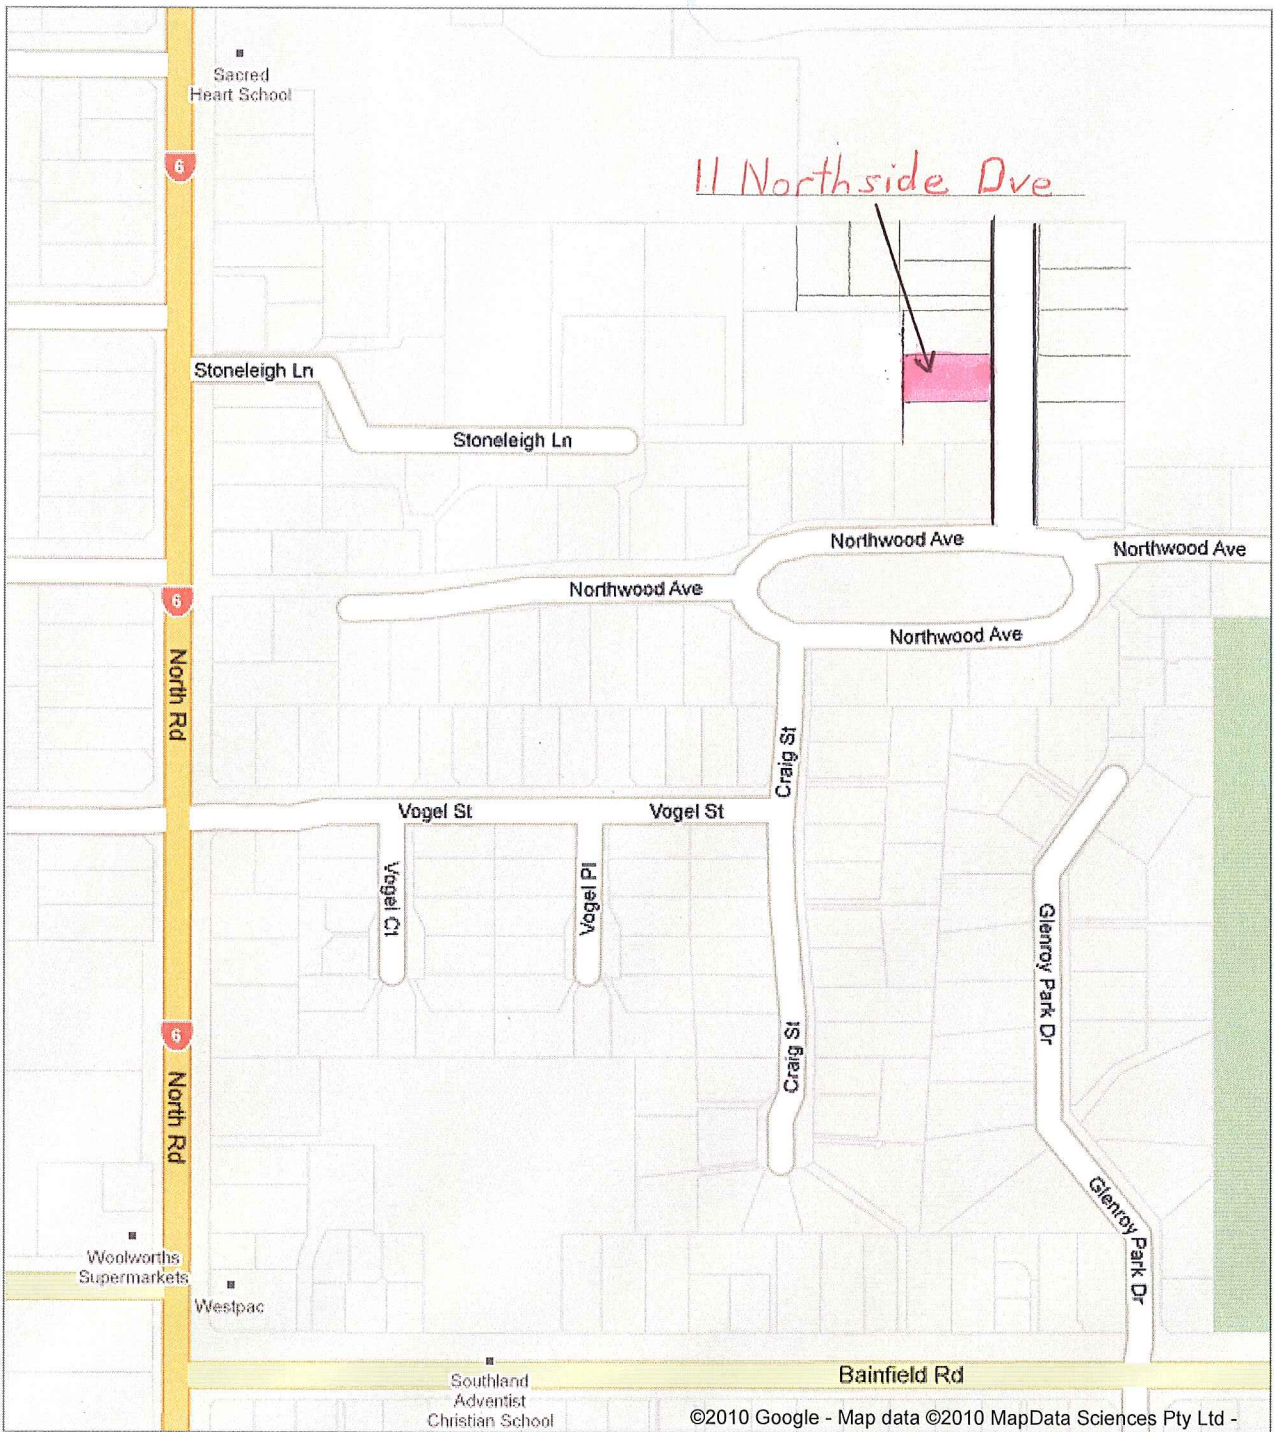 Sacred
Heart School
6
11 Northside Dve
Stoneleigh Ln
Stoneleigh Ln
Northwood Ave
Northwood Ave
Northwood Ave
6
Northwood Ave
North Rd
Craig St
Vogel St
Vogel St
Vogel Ct
Vogel Pl
Glenroy Park Dr
6
Craig St
North Rd
Glenroy Park Dr
Woolworths
Supermarkets
Westpac
Bainfield Rd
Southland
Adventist
Christian School
©2010 Google - Map data ©2010 MapData Sciences Pty Ltd -